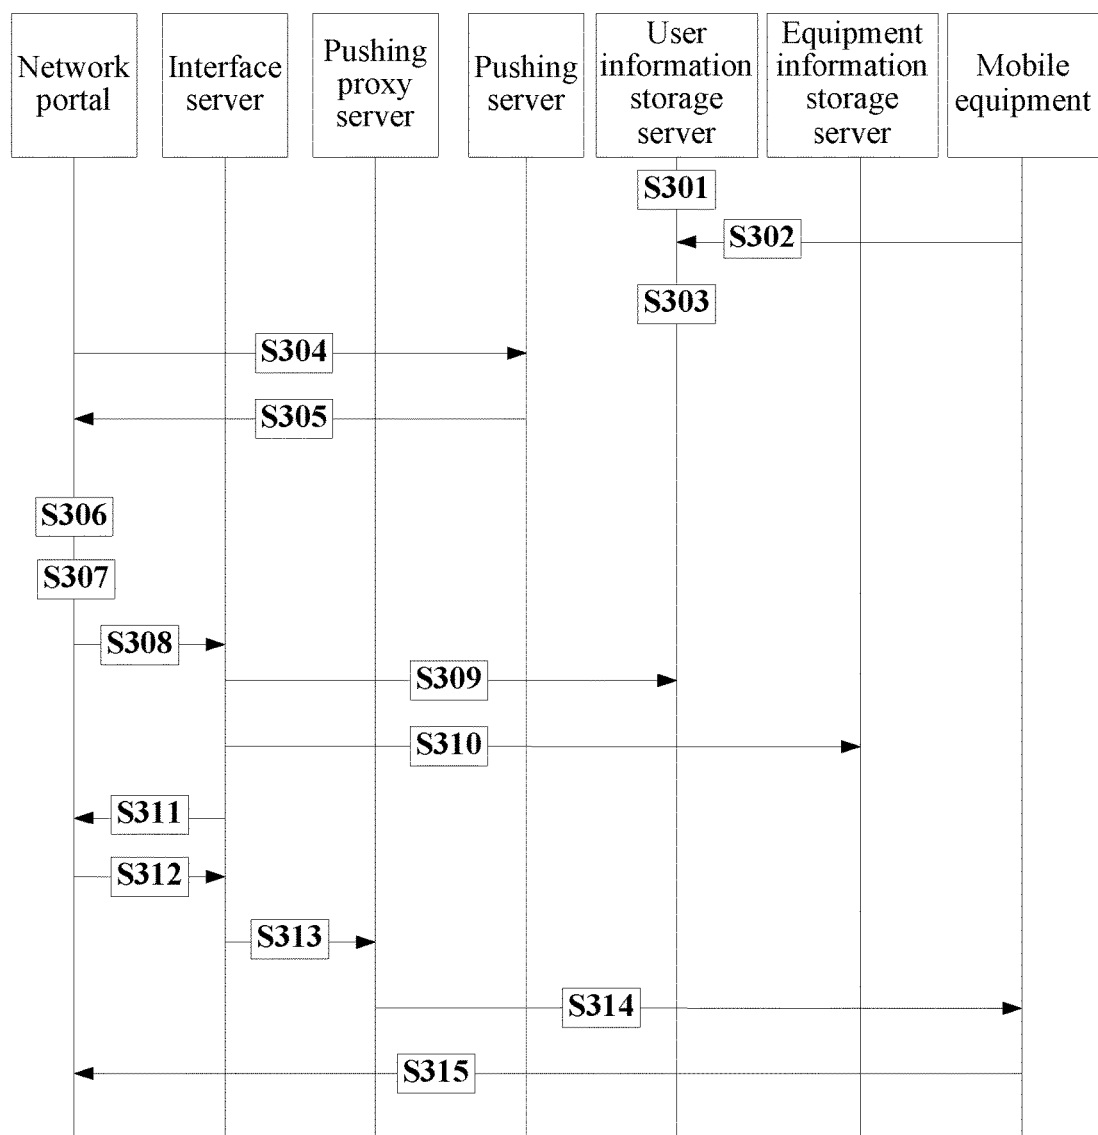 Network
portal
Interface
server
Pushing
proxy
server
Pushing
server
User
information
storage
server
Equipment
information
storage
server
Mobile
equipment
S301
S302
S303
S304
S305
S306
S307
S308
S309
S310
S311
S312
S313
S314
S315